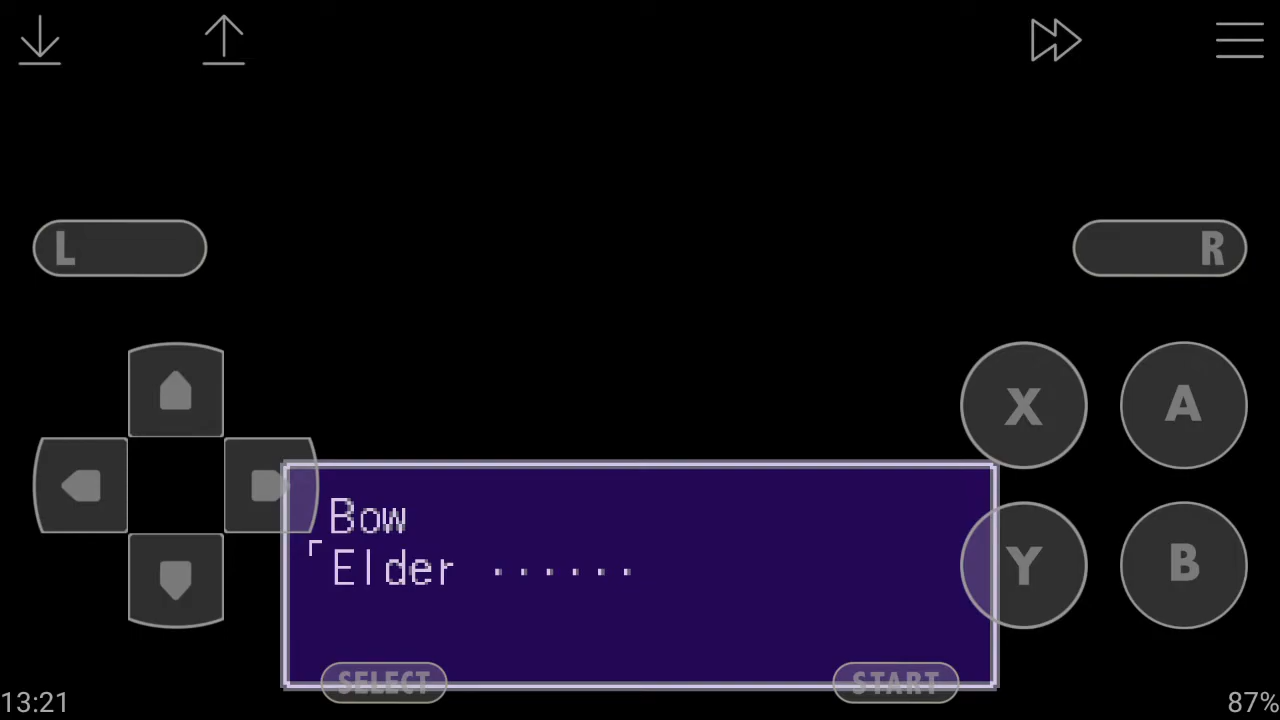 L
R
X
A
Bow
「Elder ......
Y
B
SELECT
START
13:21
87%